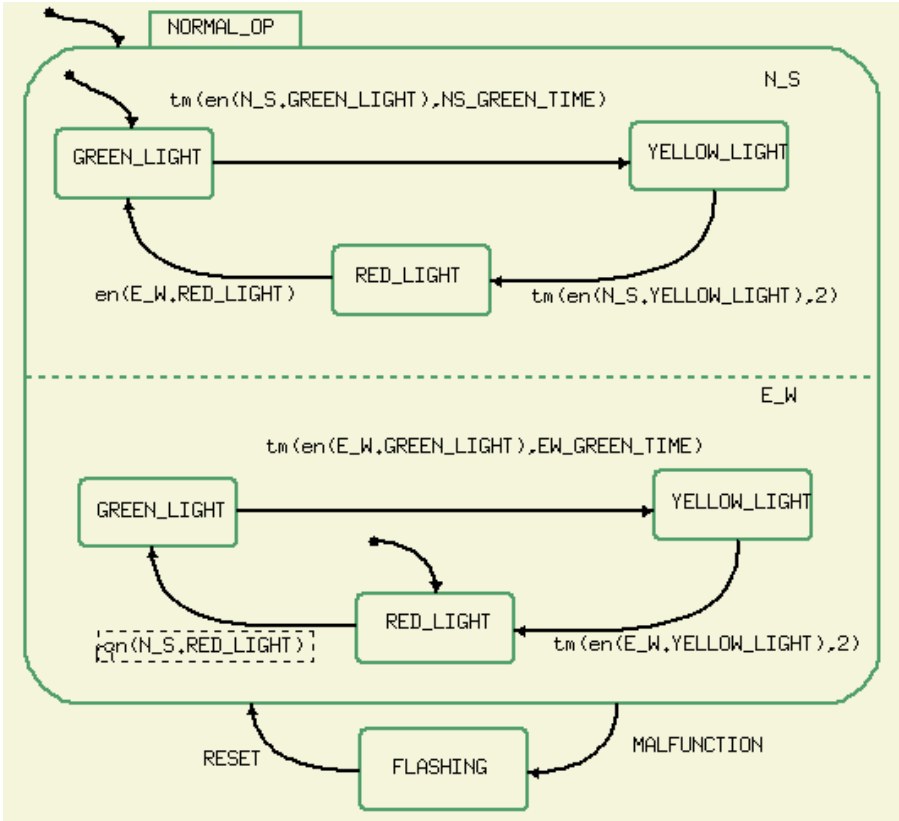 NORMAL_OP
N_S
tm(en(N_S.GREEN_LIGHT),NS_GREEN_TIME)
GREEN_LIGHT
YELLOW_LIGHT
RED_LIGHT
en(E_W.RED_LIGHT)
tm(en(N_S.YELLOW_LIGHT),2)
E_W
tm(en(E_W.GREEN_LIGHT),EW_GREEN_TIME)
GREEN_LIGHT
YELLOW_LIGHT
RED_LIGHT
en(N_S.RED_LIGHT)
tm(en(E_W.YELLOW_LIGHT),2)
RESET
FLASHING
MALFUNCTION